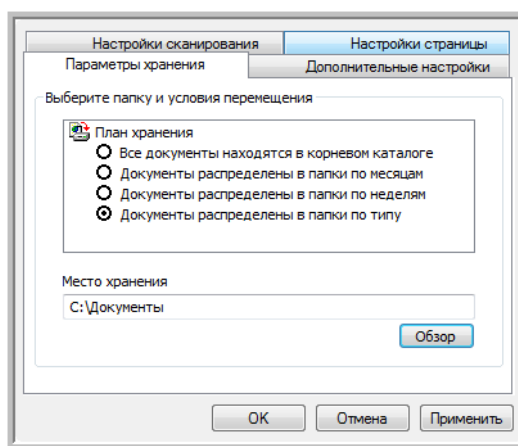 Настройки сканирования
Настройки страницы
Параметры хранения
Дополнительные настройки
Выберите папку и условия перемещения
План хранения
Все документы находятся в корневом каталоге
Документы распределены в папки по месяцам
Документы распределены в папки по неделям
Документы распределены в папки по типу
Место хранения
C:\Документы
Обзор
OK
Отмена
Применить